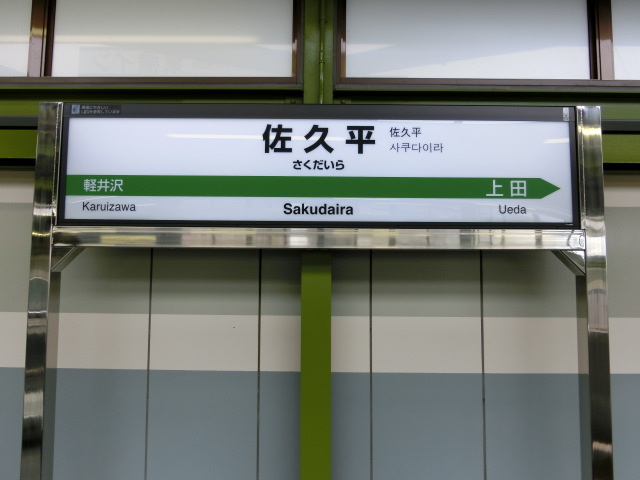 佐久平
佐久平
사쿠다이라
さくだいら
軽井沢
上田
Karuizawa
Sakudaira
Ueda